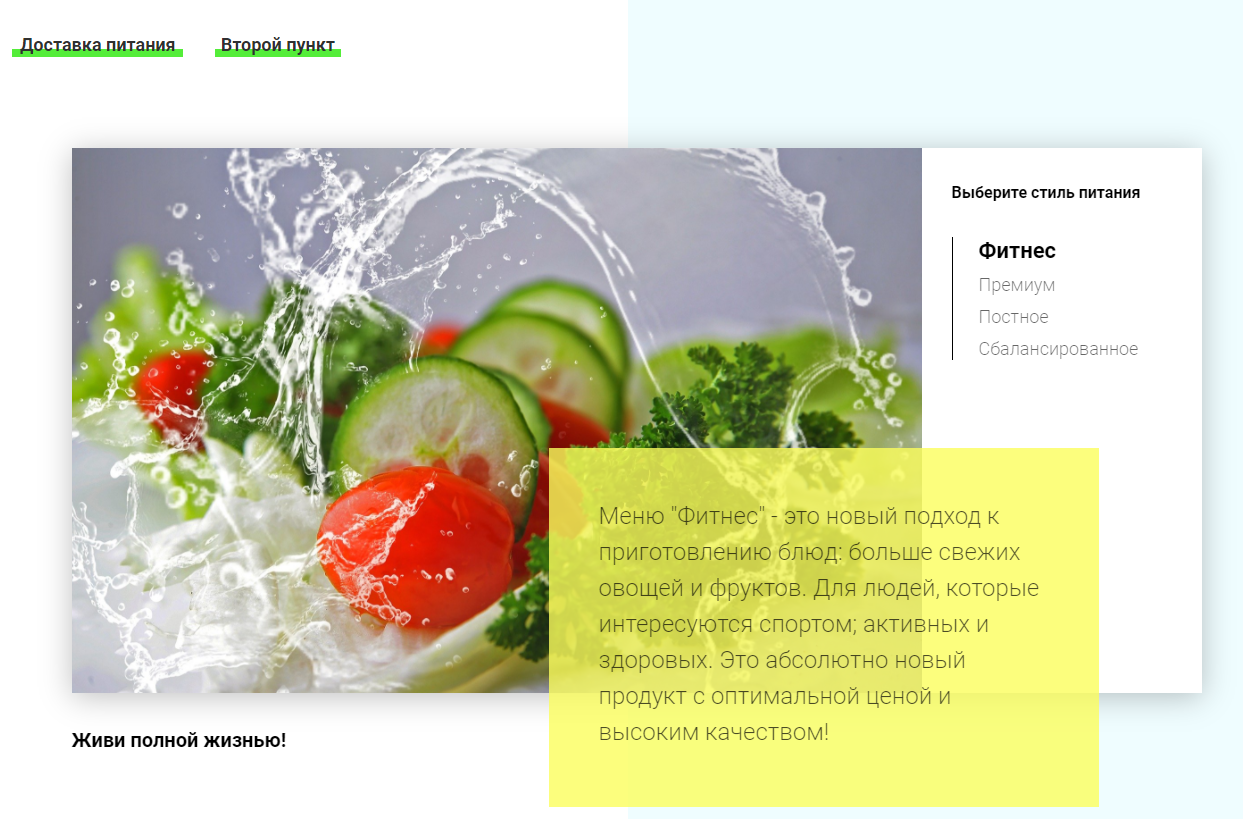 Доставка питания
Второй пункт
Выберите стиль питания
Фитнес
Премиум
Постное
Сбалансированное
Меню "Фитнес" - это новый подход к
приготовлению блюд: больше свежих
овощей и фруктов. Для людей, которые
интересуются спортом; активных и
здоровых. Это абсолютно новый
продукт с оптимальной ценой и
высоким качеством!
Живи полной жизнью!